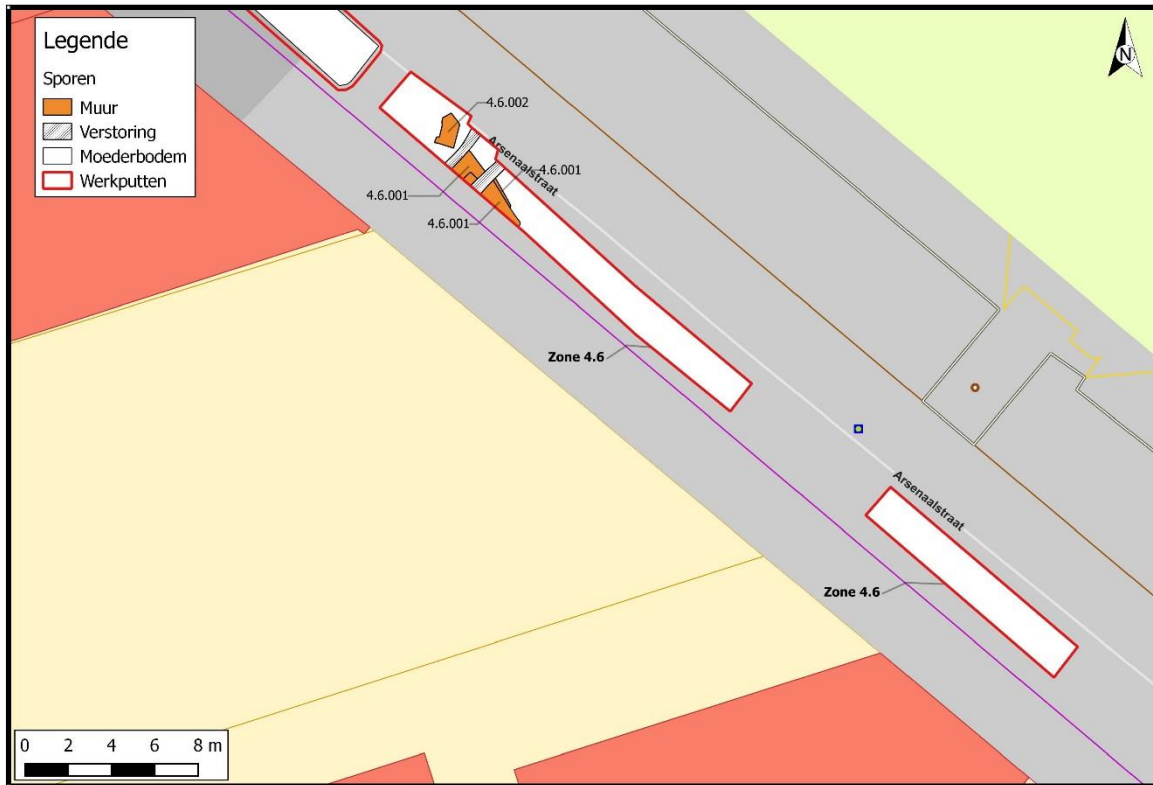 Legende
Sporen
Muur
Verstoring
Moederbodem
Werkputten
N
4.6.002
Arsenaalstraat
4.6.001
4.6.001
4.6.001
Zone 4.6
Arsenaalstraat
Zone 4.6
0 2 4 6 8 m